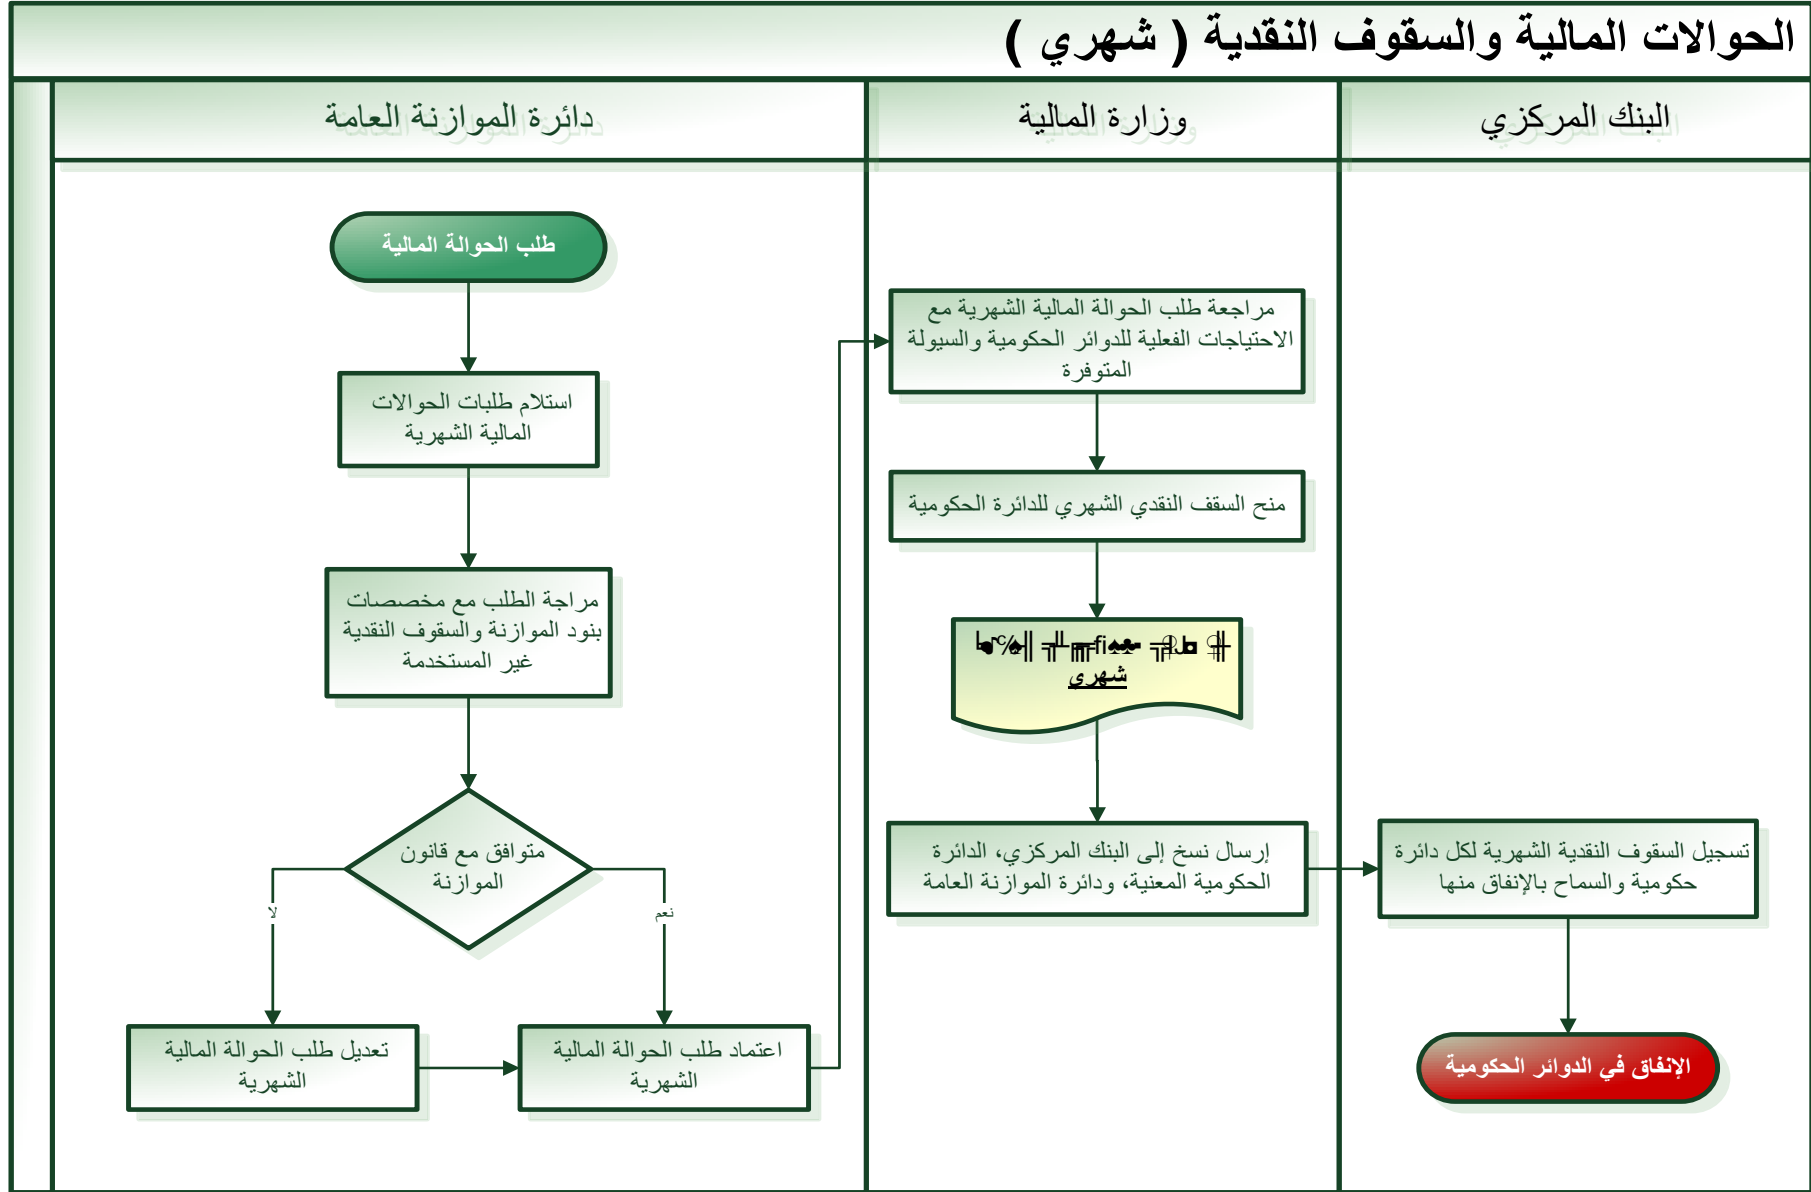 الحوالات المالية والسقوف النقدية ( شهري )
البنك المركزي
وزارة المالية
دائرة الموازنة العامة
طلب الحوالة المالية
استلام طلبات الحوالات
المالية الشهرية
مراجة الطلب مع مخصصات
بنود الموازنة والسقوف النقدية
غير المستخدمة
متوافق مع قانون
الموازنة
نعم
لا
تعديل طلب الحوالة المالية
الشهرية
اعتماد طلب الحوالة المالية
الشهرية
مراجعة طلب الحوالة المالية الشهرية مع
الاحتياجات الفعلية للدوائر الحكومية والسيولة
المتوفرة
منح السقف النقدي الشهري للدائرة الحكومية
شهري
إرسال نسخ إلى البنك المركزي، الدائرة
الحكومية المعنية، ودائرة الموازنة العامة
تسجيل السقوف النقدية الشهرية لكل دائرة
حكومية والسماح بالإنفاق منها
الإنفاق في الدوائر الحكومية